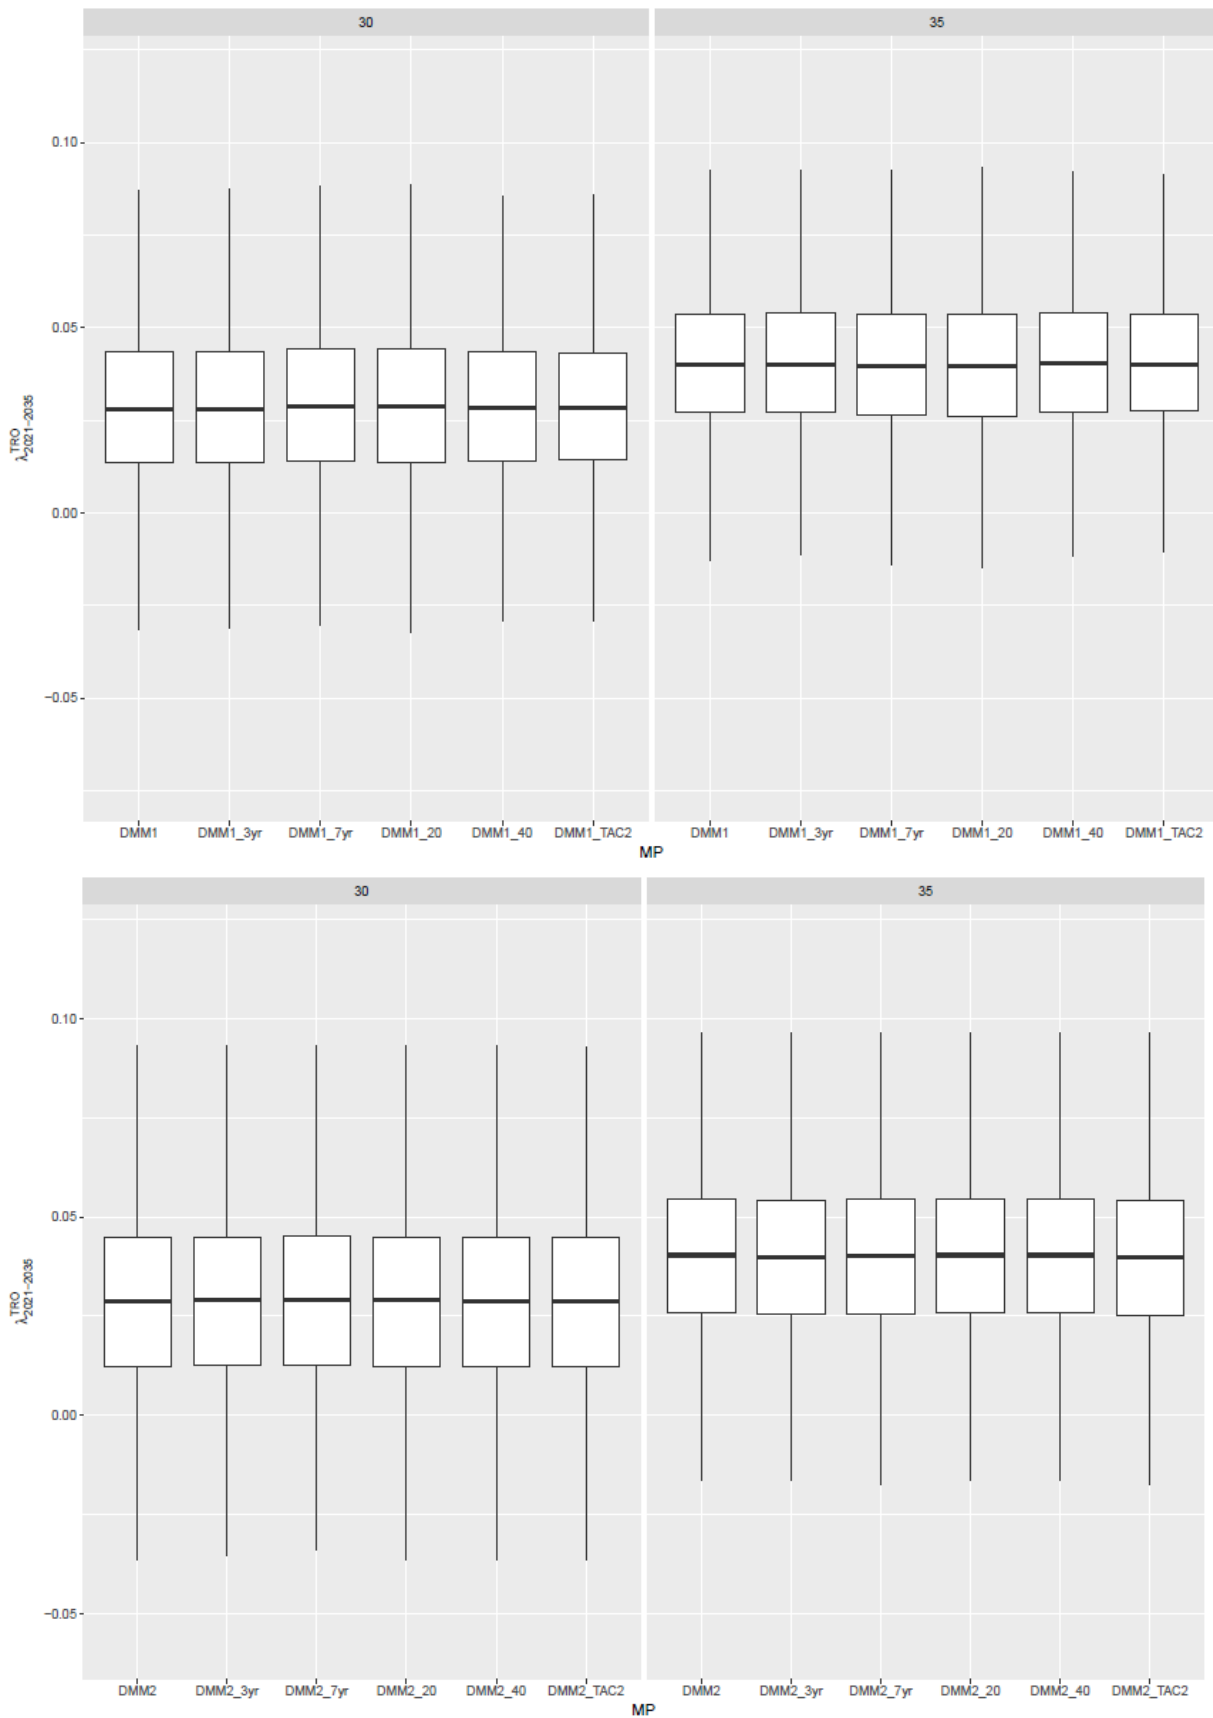 30 35
0.10
0.05
0.00
−0.05
λ^TRO_2021−2035
DMM1 DMM1_3yr DMM1_7yr DMM1_20 DMM1_40 DMM1_TAC2 DMM1 DMM1_3yr DMM1_7yr DMM1_20 DMM1_40 DMM1_TAC2
MP
30 35
0.10
0.05
0.00
−0.05
λ^TRO_2021−2035
DMM2 DMM2_3yr DMM2_7yr DMM2_20 DMM2_40 DMM2_TAC2 DMM2 DMM2_3yr DMM2_7yr DMM2_20 DMM2_40 DMM2_TAC2
MP